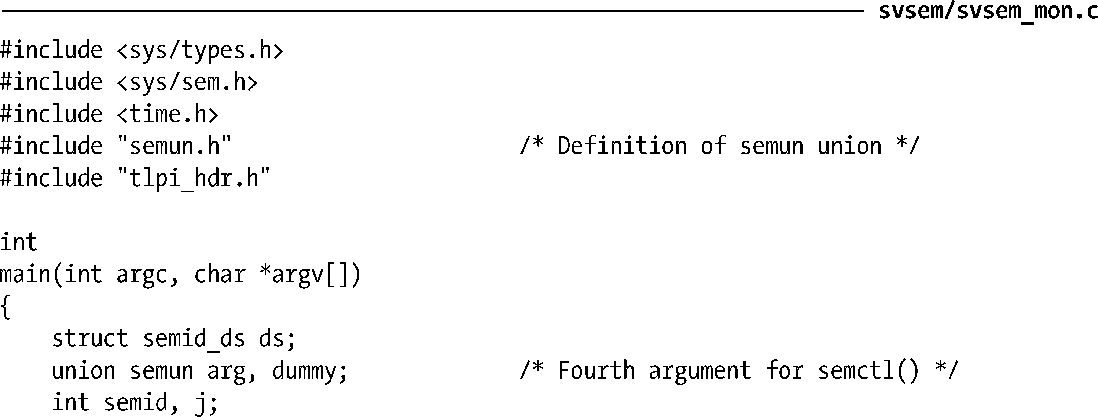 svsem/svsem_mon.c
#include <sys/types.h>
#include <sys/sem.h>
#include <time.h>
#include "semun.h" /* Definition of semun union */
#include "tlpi_hdr.h"
int
main(int argc, char *argv[])
{
struct semid_ds ds;
union semun arg, dummy; /* Fourth argument for semctl() */
int semid, j;